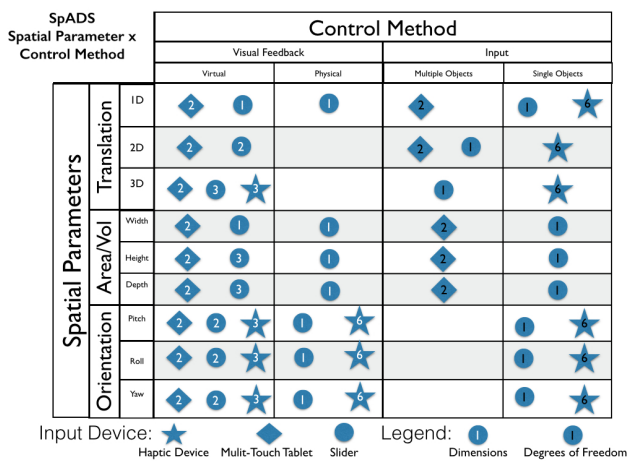 SpADS
Spatial Parameter x
Control Method
Control Method
Visual Feedback Input
Virtual Physical Multiple Objects Single Objects
Spatial Parameters
Translation
1D 2 1 1 2 1 6
2D 2 2 2 1 6
3D 2 3 3 1 6
Area/Vol
Width 2 1 1 2 1
Height 2 3 1 2 1
Depth 2 3 1 2 1
Orientation
Pitch 2 2 3 1 6 1 6
Roll 2 2 3 1 6 1 6
Yaw 2 2 3 1 6 1 6
Input Device: Legend: 1 1
Haptic Device Mulit-Touch Tablet Slider Dimensions Degrees of Freedom